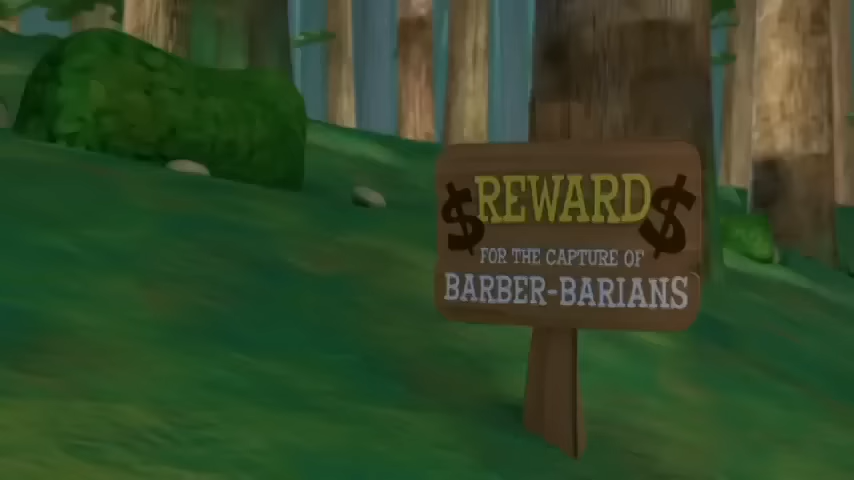 $REWARD$
FOR THE CAPTURE OF
BARBER-BARIANS